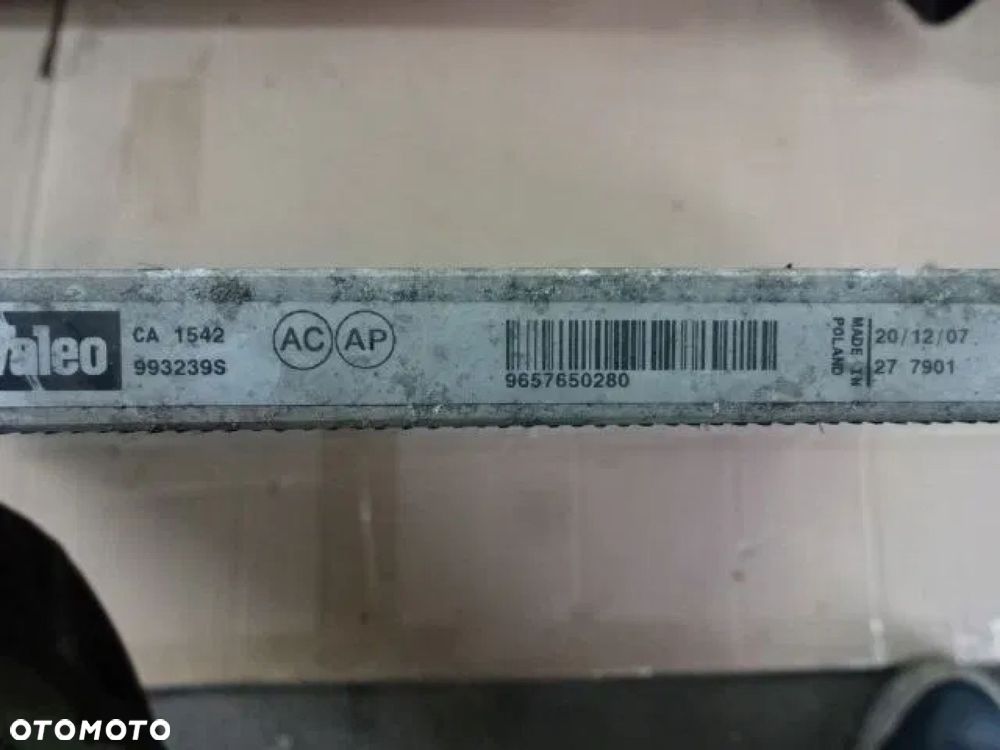 Valeo
CA 1542
993239S
AC AP
9657650280
MADE IN
POLAND
20/12/07
27 7901
OTOMOTO